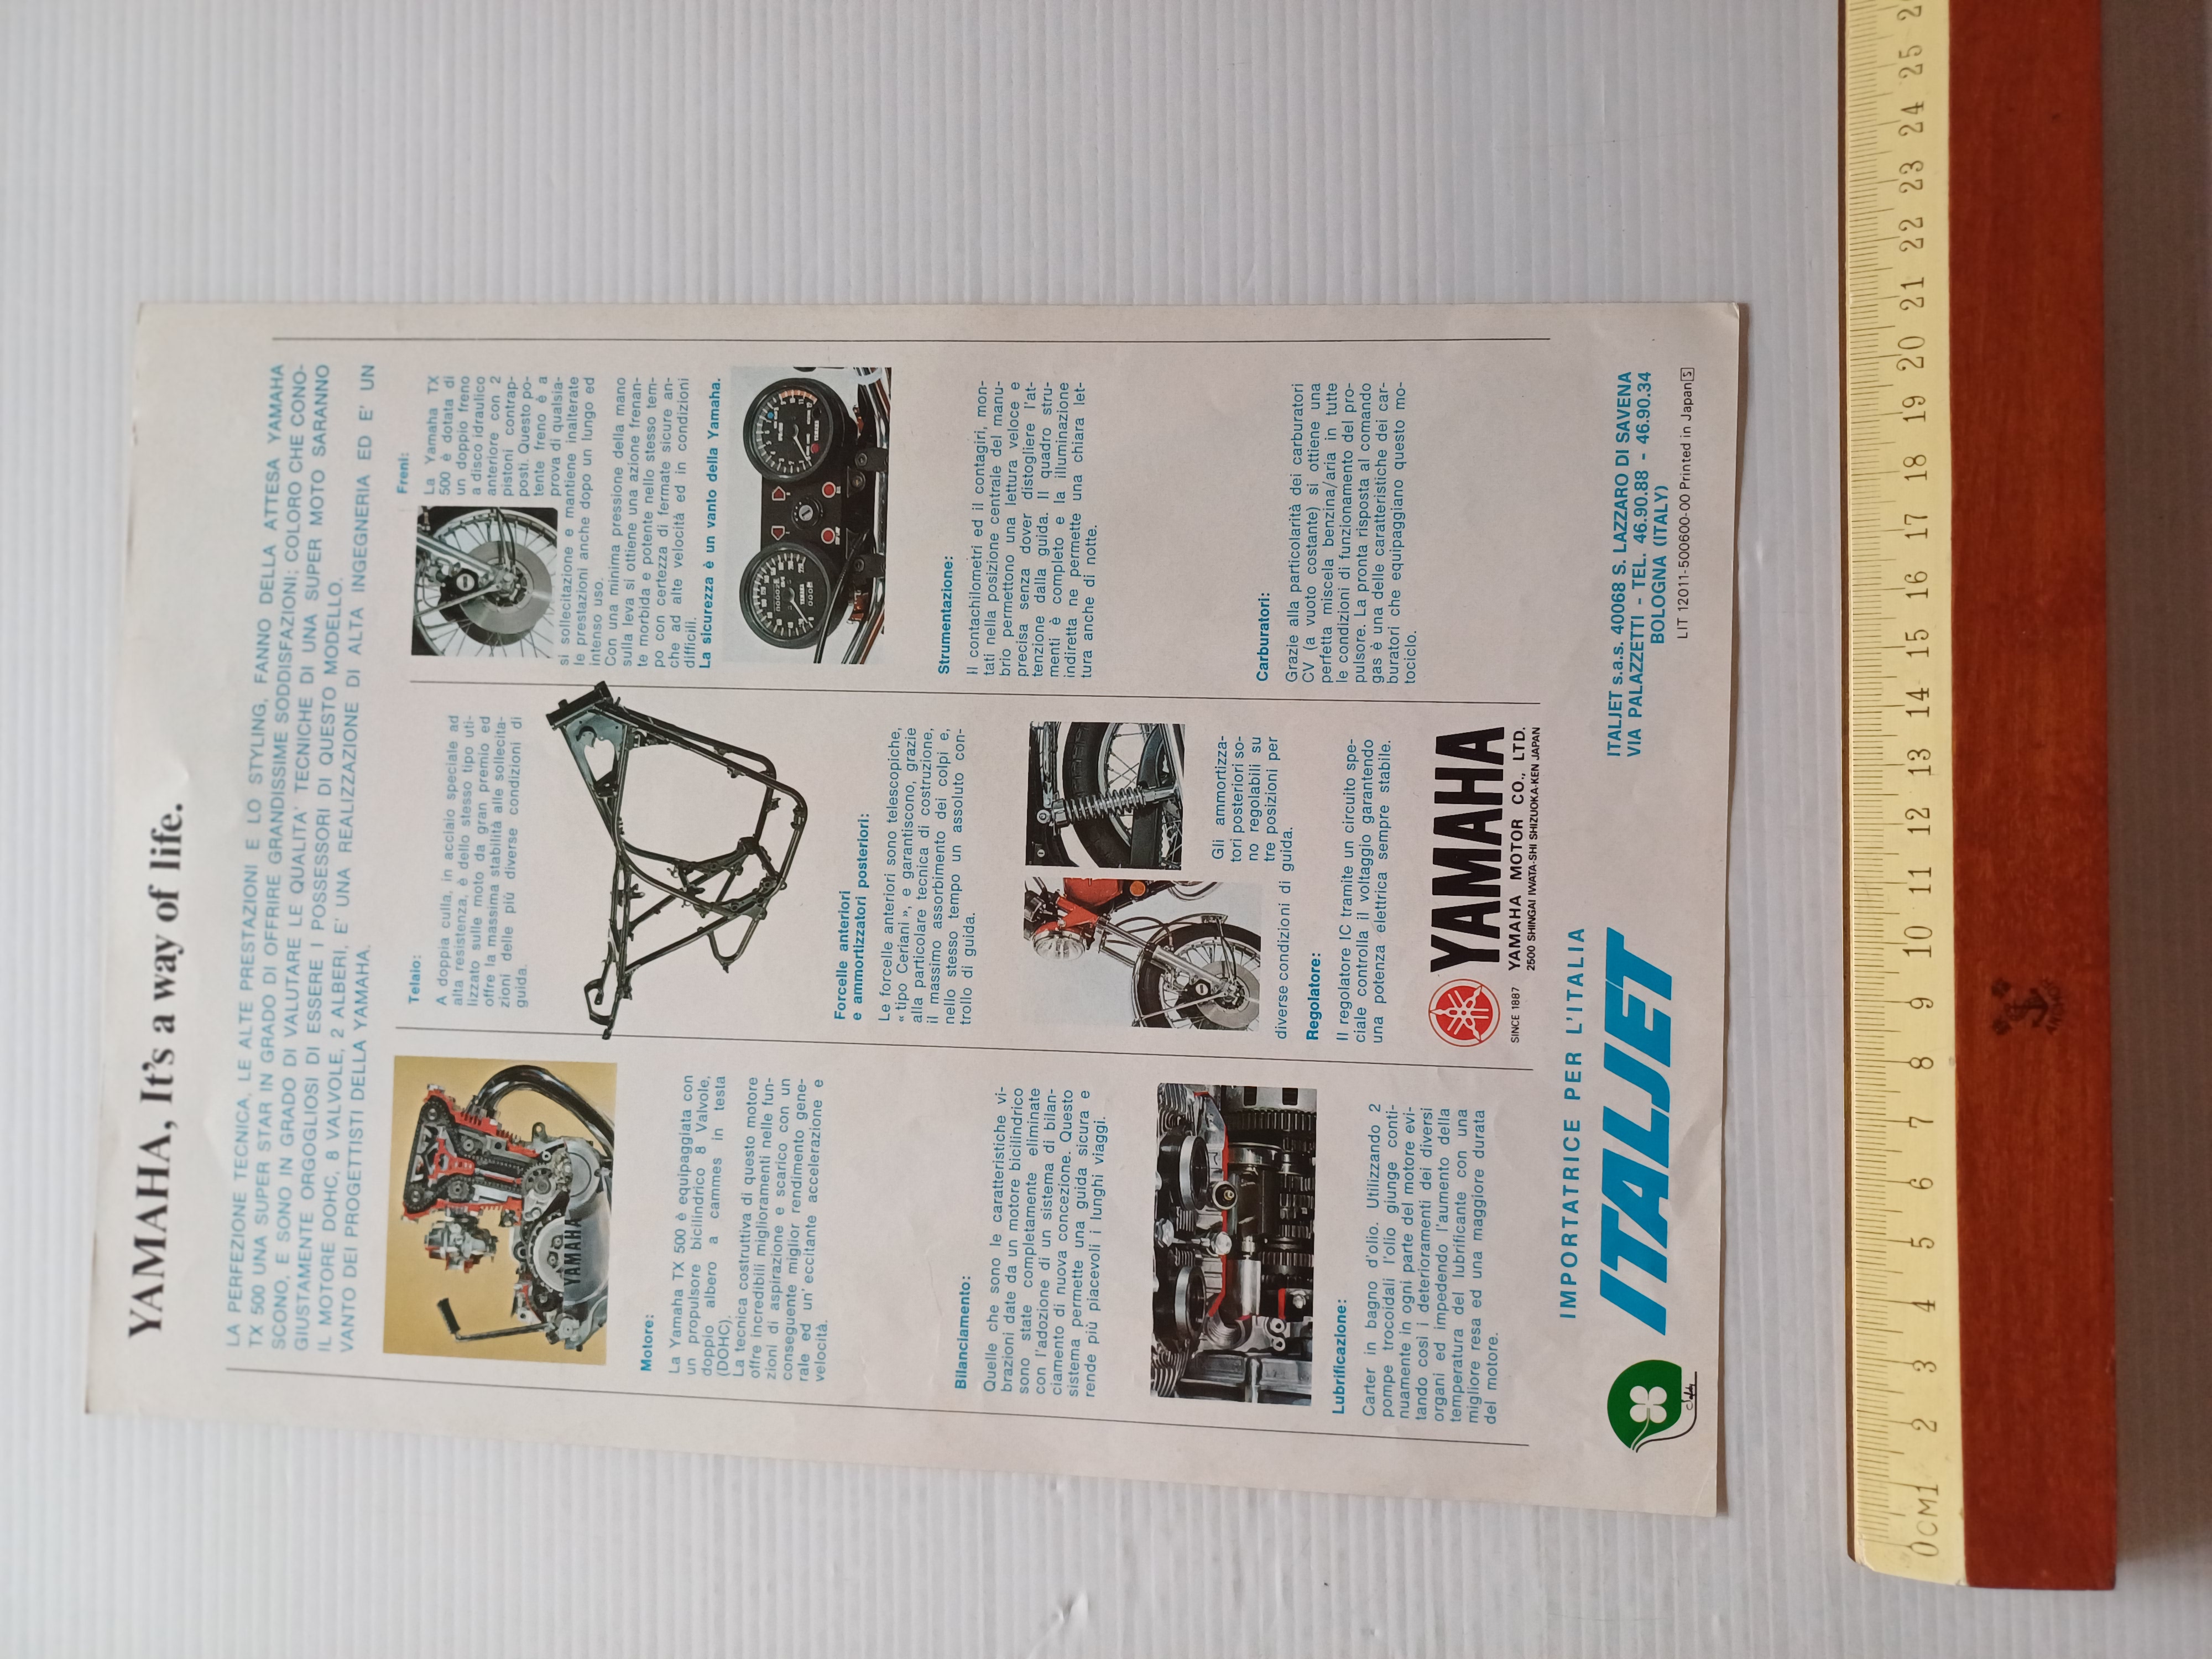 YAMAHA, It's a way of life.
LA PERFEZIONE TECNICA, LE ALTE PRESTAZIONI E LO STYLING, FANNO DELLA ATTESA YAMAHA
TX 500 UNA SUPER STAR IN GRADO DI OFFRIRE GRANDISSIME SODDISFAZIONI; COLORO CHE CONO-
SCONO, E SONO IN GRADO DI VALUTARE LE QUALITA' TECNICHE DI UNA SUPER MOTO SARANNO
GIUSTAMENTE ORGOGLIOSI DI ESSERE I POSSESSORI DI QUESTO MODELLO.
IL MOTORE DOHC, 8 VALVOLE, 2 ALBERI, E' UNA REALIZZAZIONE DI ALTA INGEGNERIA ED E' UN
VANTO DEI PROGETTISTI DELLA YAMAHA.
YAMAHA
Motore:
La Yamaha TX 500 è equipaggiata con
un propulsore bicilindrico 8 Valvole,
doppio albero a cammes in testa
(DOHC).
La tecnica costruttiva di questo motore
offre incredibili miglioramenti nelle fun-
zioni di aspirazione e scarico con un
conseguente miglior rendimento gene-
rale ed un' eccitante accelerazione e
velocità.
Bilanciamento:
Quelle che sono le caratteristiche vi-
brazioni date da un motore bicilindrico
sono state completamente eliminate
con l'adozione di un sistema di bilan-
ciamento di nuova concezione. Questo
sistema permette una guida sicura e
rende più piacevoli i lunghi viaggi.
Lubrificazione:
Carter in bagno d'olio. Utilizzando 2
pompe trocoidali l'olio giunge conti-
nuamente in ogni parte del motore evi-
tando così i deterioramenti dei diversi
organi ed impedendo l'aumento della
temperatura del lubrificante con una
migliore resa ed una maggiore durata
del motore.
Telaio:
A doppia culla, in acciaio speciale ad
alta resistenza, è dello stesso tipo uti-
lizzato sulle moto da gran premio ed
offre la massima stabilità alle sollecita-
zioni delle più diverse condizioni di
guida.
Forcelle anteriori
e ammortizzatori posteriori:
Le forcelle anteriori sono telescopiche,
« tipo Ceriani », e garantiscono, grazie
alla particolare tecnica di costruzione,
il massimo assorbimento dei colpi e,
nello stesso tempo un assoluto con-
trollo di guida.
Gli ammortizza-
tori posteriori so-
no regolabili su
tre posizioni per
diverse condizioni di guida.
Regolatore:
Il regolatore IC tramite un circuito spe-
ciale controlla il voltaggio garantendo
una potenza elettrica sempre stabile.
YAMAHA
SINCE 1887 YAMAHA MOTOR CO., LTD.
2500 SHINGAI IWATA-SHI SHIZUOKA-KEN JAPAN
Freni:
La Yamaha TX
500 è dotata di
un doppio freno
a disco idraulico
anteriore con 2
pistoni contrap-
posti. Questo po-
tente freno è a
prova di qualsia-
si sollecitazione e mantiene inalterate
le prestazioni anche dopo un lungo ed
intenso uso.
Con una minima pressione della mano
sulla leva si ottiene una azione frenan-
te morbida e potente nello stesso tem-
po con certezza di fermate sicure an-
che ad alte velocità ed in condizioni
difficili.
La sicurezza è un vanto della Yamaha.
Strumentazione:
Il contachilometri ed il contagiri, mon-
tati nella posizione centrale del manu-
brio permettono una lettura veloce e
precisa senza dover distogliere l'at-
tenzione dalla guida. Il quadro stru-
menti è completo e la illuminazione
indiretta ne permette una chiara let-
tura anche di notte.
Carburatori:
Grazie alla particolarità dei carburatori
CV (a vuoto costante) si ottiene una
perfetta miscela benzina/aria in tutte
le condizioni di funzionamento del pro-
pulsore. La pronta risposta al comando
gas è una delle caratteristiche dei car-
buratori che equipaggiano questo mo-
tociclo.
IMPORTATRICE PER L'ITALIA
ITALJET
ITALJET s.a.s. 40068 S. LAZZARO DI SAVENA
VIA PALAZZETTI - TEL. 46.90.88 - 46.90.34
BOLOGNA (ITALY)
LIT 12011-500600-00 Printed in Japan S
0CM1 2 3 4 5 6 7 8 9 10 11 12 13 14 15 16 17 18 19 20 21 22 23 24 25